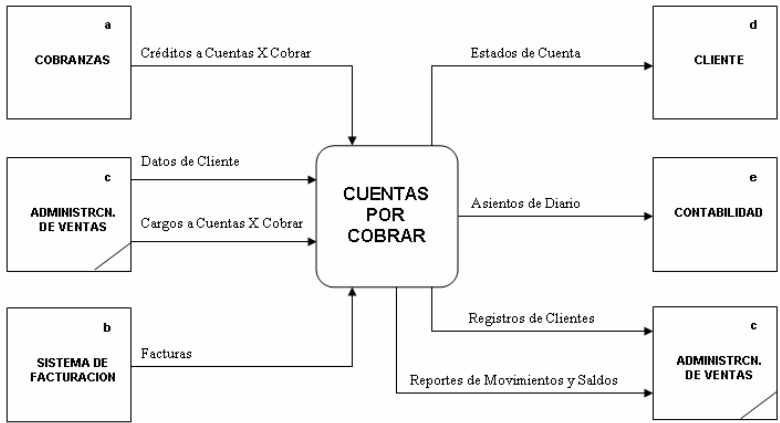 a
COBRANZAS
Créditos a Cuentas X Cobrar
Estados de Cuenta
d
CLIENTE
c
ADMINISTRCN.
DE VENTAS
Datos de Cliente
Cargos a Cuentas X Cobrar
CUENTAS
POR
COBRAR
Asientos de Diario
e
CONTABILIDAD
b
SISTEMA DE
FACTURACION
Facturas
Registros de Clientes
Reportes de Movimientos y Saldos
c
ADMINISTRCN.
DE VENTAS